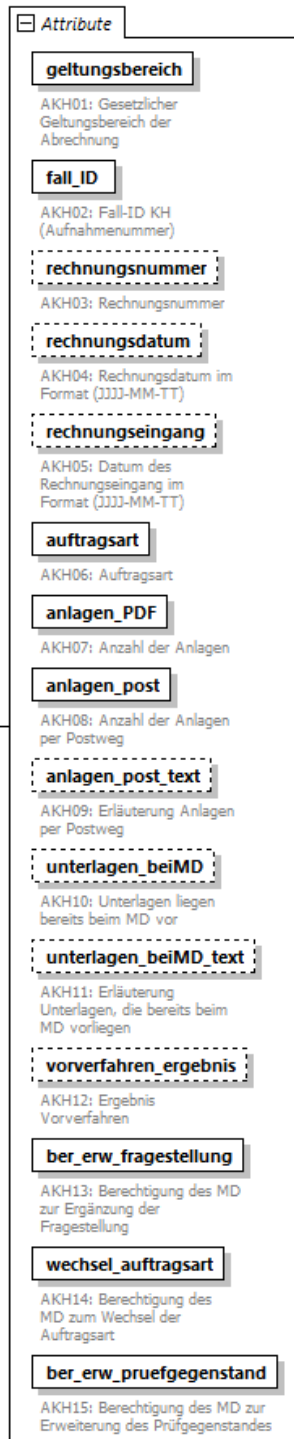 Attribute
geltungsbereich
AKH01: Gesetzlicher
Geltungsbereich der
Abrechnung
fall_ID
AKH02: Fall-ID KH
(Aufnahmenummer)
rechnungsnummer
AKH03: Rechnungsnummer
rechnungsdatum
AKH04: Rechnungsdatum im
Format (JJJJ-MM-TT)
rechnungseingang
AKH05: Datum des
Rechnungseingang im
Format (JJJJ-MM-TT)
auftragsart
AKH06: Auftragsart
anlagen_PDF
AKH07: Anzahl der Anlagen
anlagen_post
AKH08: Anzahl der Anlagen
per Postweg
anlagen_post_text
AKH09: Erläuterung Anlagen
per Postweg
unterlagen_beiMD
AKH10: Unterlagen liegen
bereits beim MD vor
unterlagen_beiMD_text
AKH11: Erläuterung
Unterlagen, die bereits beim
MD vorliegen
vorverfahren_ergebnis
AKH12: Ergebnis
Vorverfahren
ber_erw_fragestellung
AKH13: Berechtigung des MD
zur Ergänzung der
Fragestellung
wechsel_auftragsart
AKH14: Berechtigung des
MD zum Wechsel der
Auftragsart
ber_erw_pruefgegenstand
AKH15: Berechtigung des MD zur
Erweiterung des Prüfgegenstandes